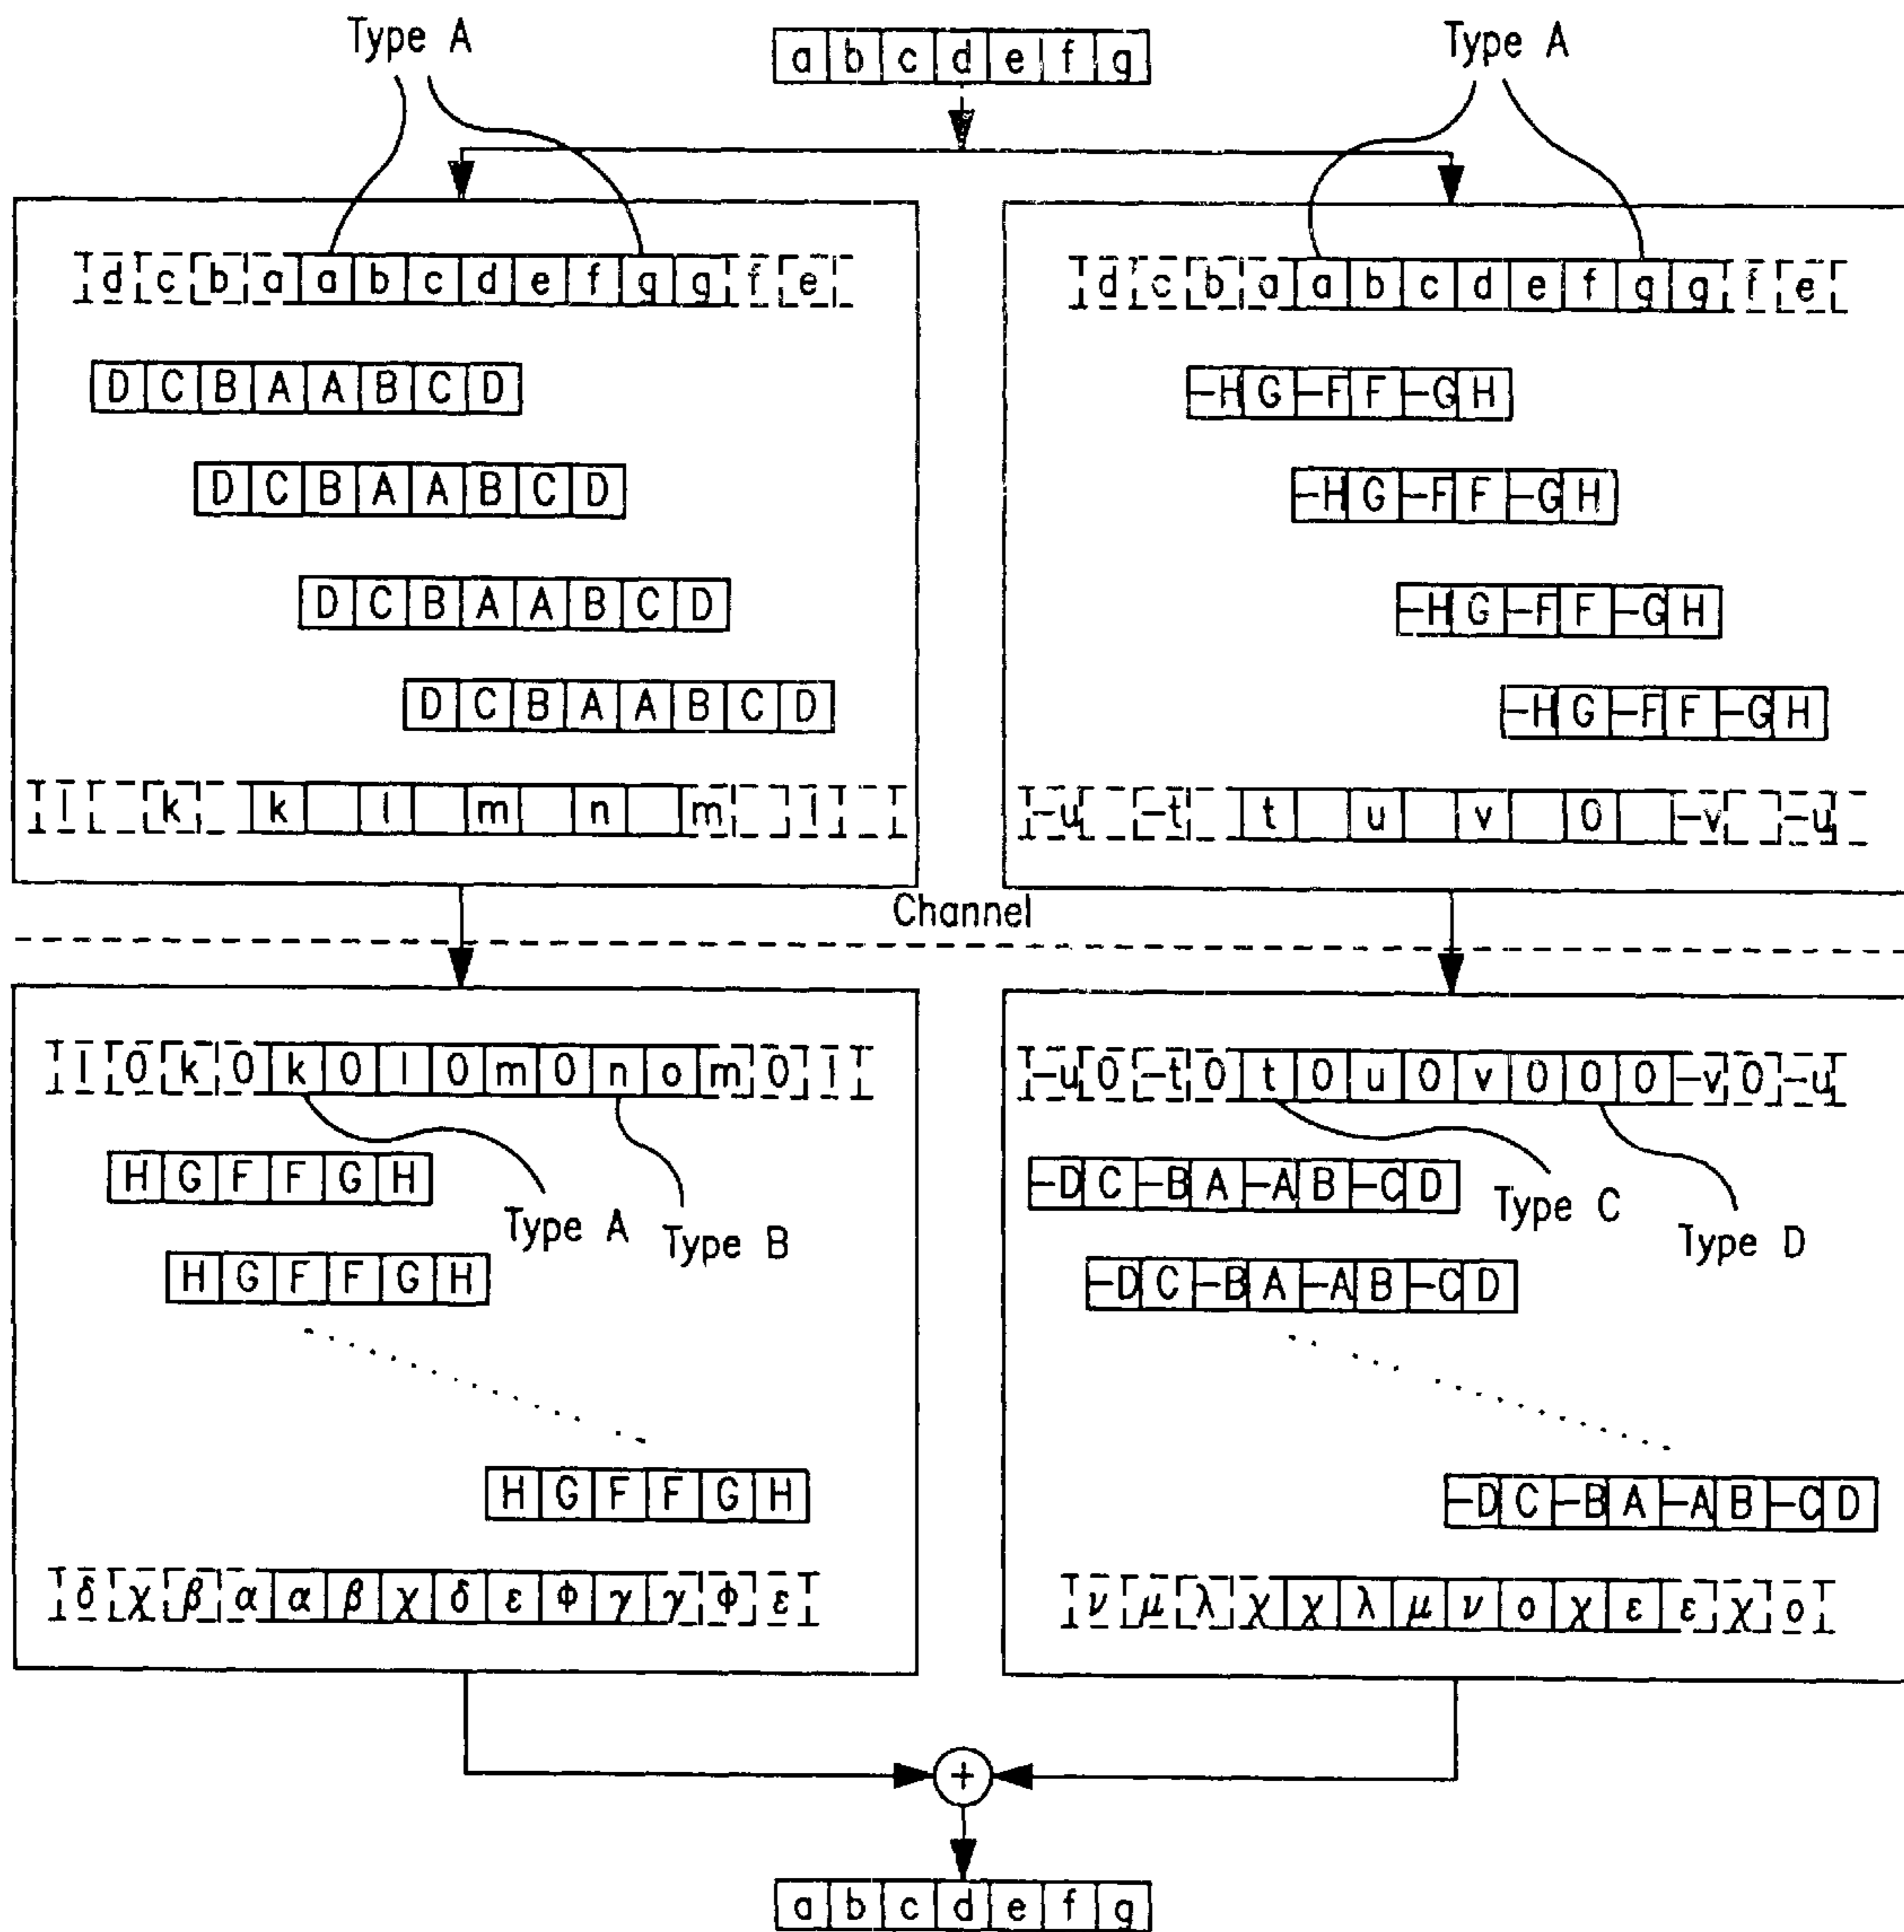 Type A
a b c d e f g
Type A
d c b a a b c d e f g g f e
d c b a a b c d e f g g f e
D C B A A B C D
-H G -F F -G H
D C B A A B C D
-H G -F F -G H
D C B A A B C D
-H G -F F -G H
D C B A A B C D
-H G -F F -G H
l k k l m n m l
-u -t t u v 0 -v -u
Channel
l 0 k 0 k 0 l 0 m 0 n o m 0 l
-u 0 -t 0 t 0 u 0 v 0 0 0 -v 0 -u
H G F F G H
-D C -B A -A B -C D
Type A
Type B
Type C
Type D
H G F F G H
-D C -B A -A B -C D
H G F F G H
-D C -B A -A B -C D
δ χ β α α β χ δ ε φ γ γ φ ε
ν μ λ χ χ λ μ ν ο χ ε ε χ ο
+
a b c d e f g